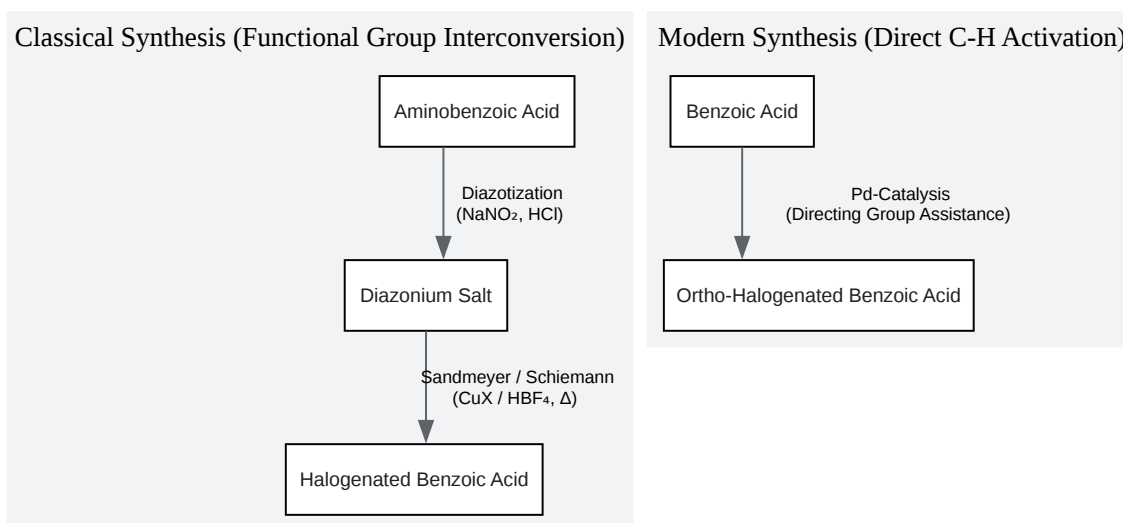 Classical Synthesis (Functional Group Interconversion)
Aminobenzoic Acid
Diazotization
(NaNO₂, HCl)
Diazonium Salt
Sandmeyer / Schiemann
(CuX / HBF₄, Δ)
Halogenated Benzoic Acid
Modern Synthesis (Direct C-H Activation)
Benzoic Acid
Pd-Catalysis
(Directing Group Assistance)
Ortho-Halogenated Benzoic Acid